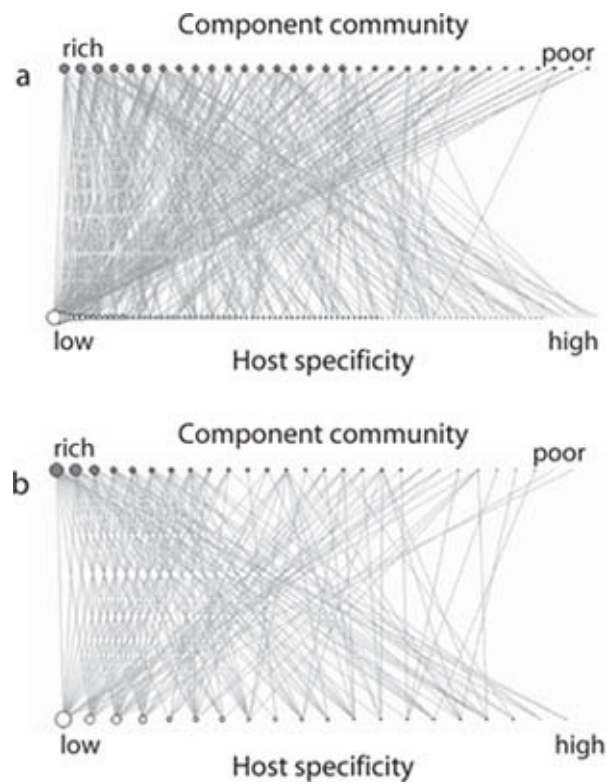 Component community
rich poor
a
low high
Host specificity
Component community
rich poor
b
low high
Host specificity